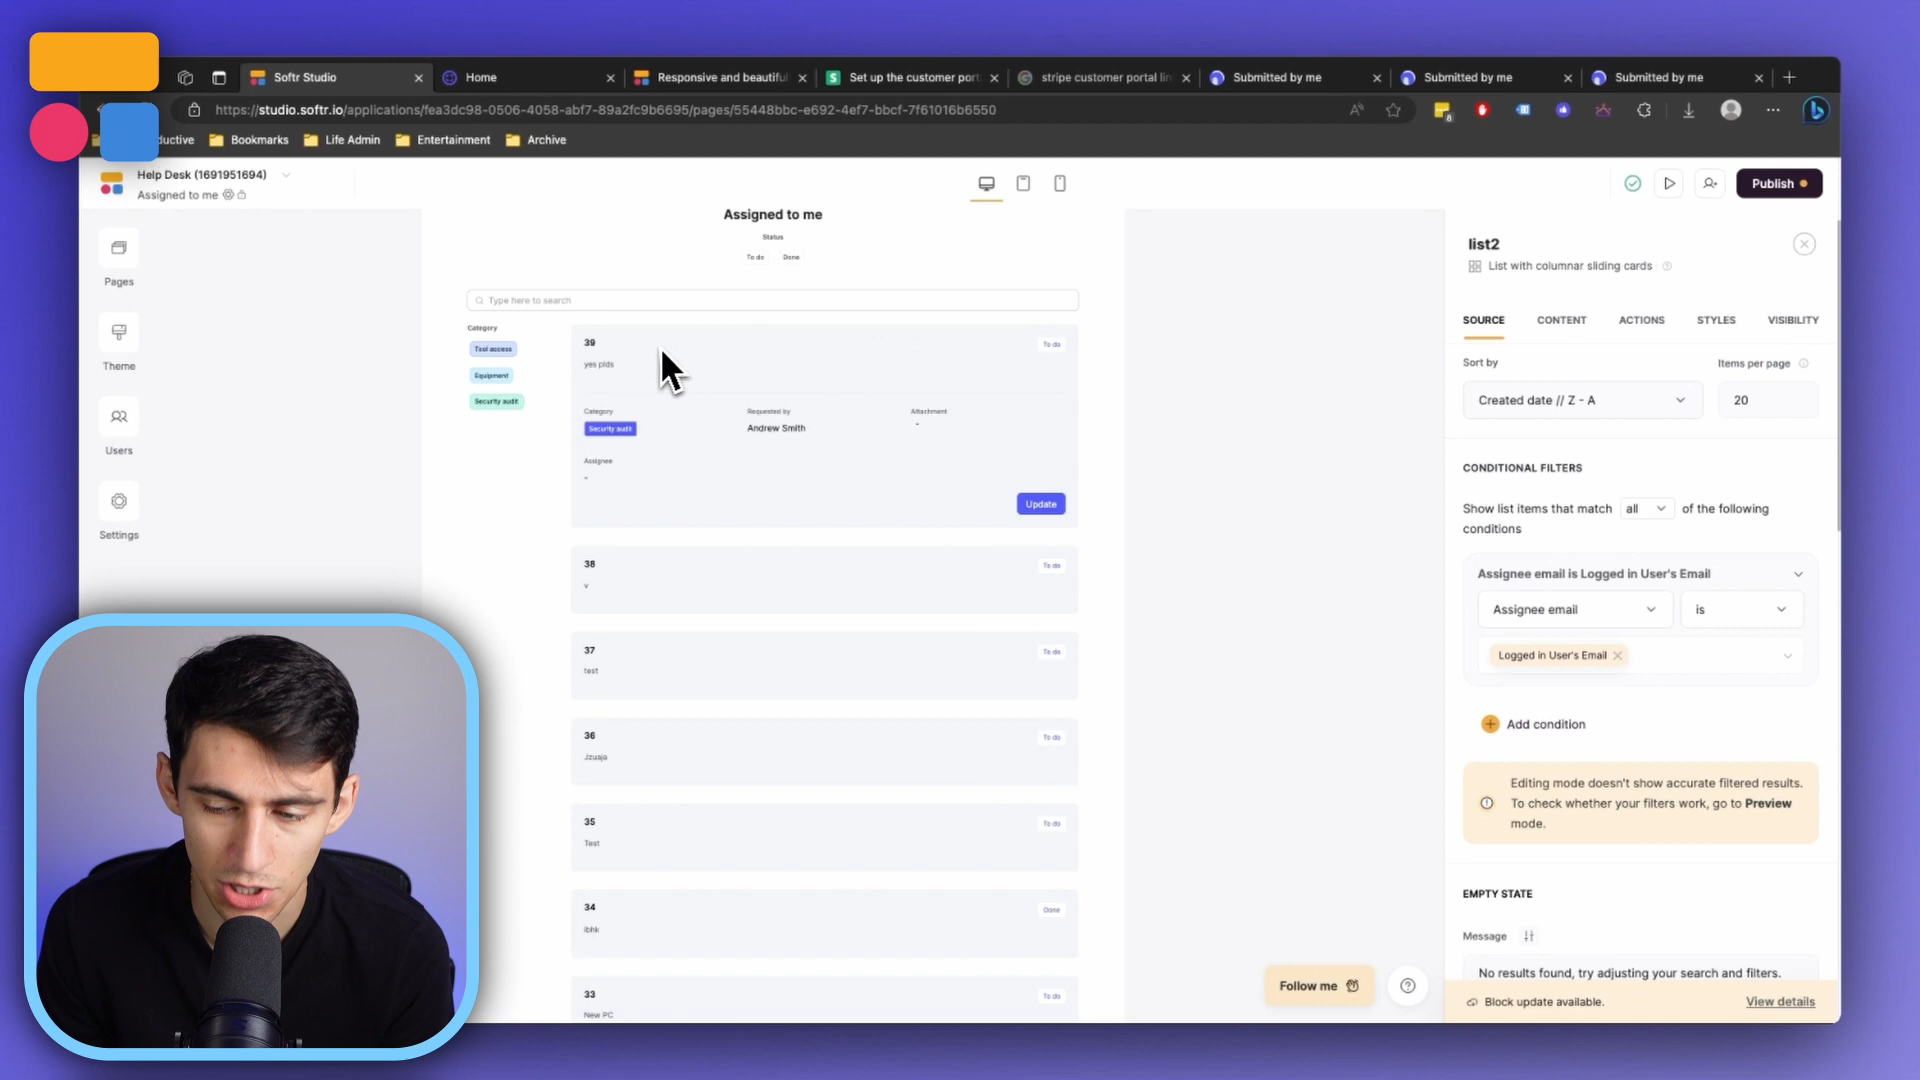 Softr Studio
Home
Responsive and beautiful
Set up the customer port
stripe customer portal lin
Submitted by me
Submitted by me
Submitted by me
https://studio.softr.io/applications/fea3dc98-0506-4058-abf7-89a2fc9b6695/pages/55448bbc-e692-4ef7-bbcf-7f61016b6550
8
ductive
Bookmarks
Life Admin
Entertainment
Archive
Help Desk (1691951694)
Assigned to me
Publish
Pages
Theme
Users
Settings
Assigned to me
Status
To do
Done
Type here to search
Category
Tool access
Equipment
Security audit
39
To do
yes plds
Category
Requested by
Attachment
Security audit
Andrew Smith
-
Assignee
-
Update
38
To do
v
37
To do
test
36
To do
Jzuaja
35
To do
Test
34
Done
ibhk
33
To do
New PC
Follow me
list2
List with columnar sliding cards
SOURCE
CONTENT
ACTIONS
STYLES
VISIBILITY
Sort by
Items per page
Created date // Z - A
20
CONDITIONAL FILTERS
Show list items that match all of the following
conditions
Assignee email is Logged in User's Email
Assignee email
is
Logged in User's Email
Add condition
Editing mode doesn't show accurate filtered results.
To check whether your filters work, go to Preview
mode.
EMPTY STATE
Message
No results found, try adjusting your search and filters.
Block update available.
View details